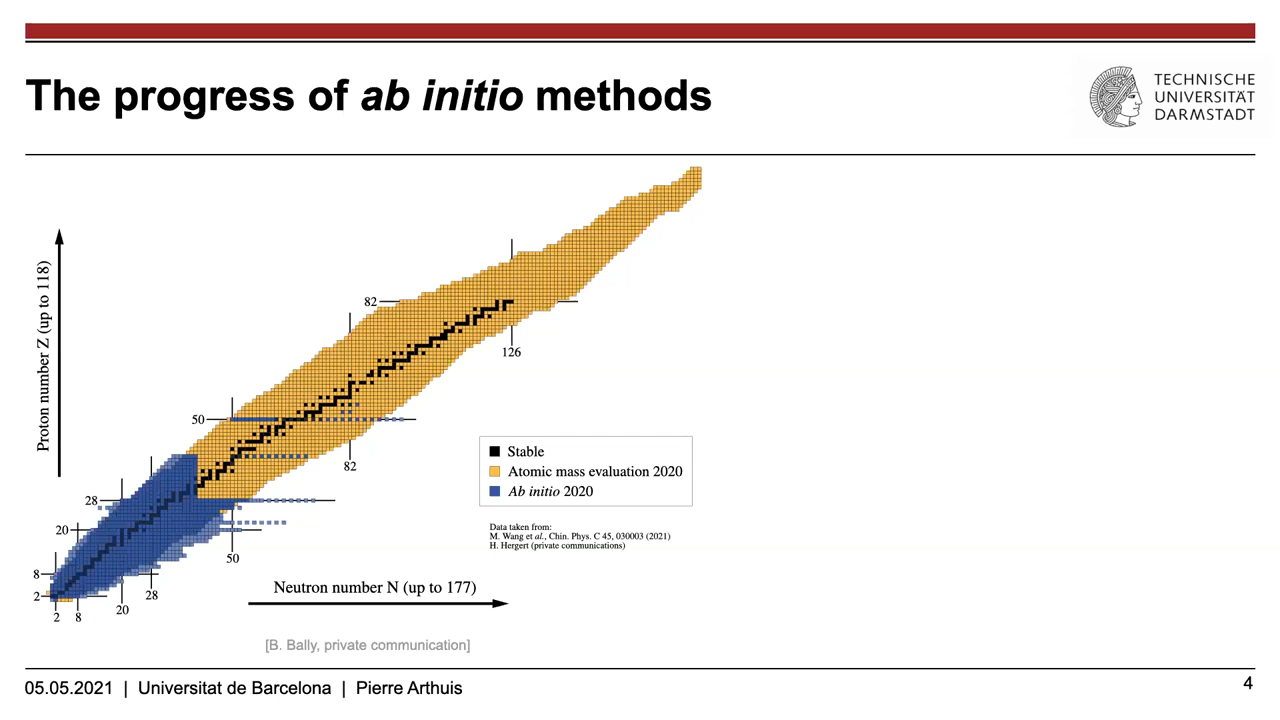 The progress of ab initio methods
TECHNISCHE
UNIVERSITÄT
DARMSTADT
Proton number Z (up to 118)
82
126
50
82
28
20
50
8
2
2
8
20
28
Stable
Atomic mass evaluation 2020
Ab initio 2020
Data taken from:
M. Wang et al., Chin. Phys. C 45, 030003 (2021)
H. Hergert (private communications)
Neutron number N (up to 177)
[B. Bally, private communication]
05.05.2021 | Universitat de Barcelona | Pierre Arthuis
4